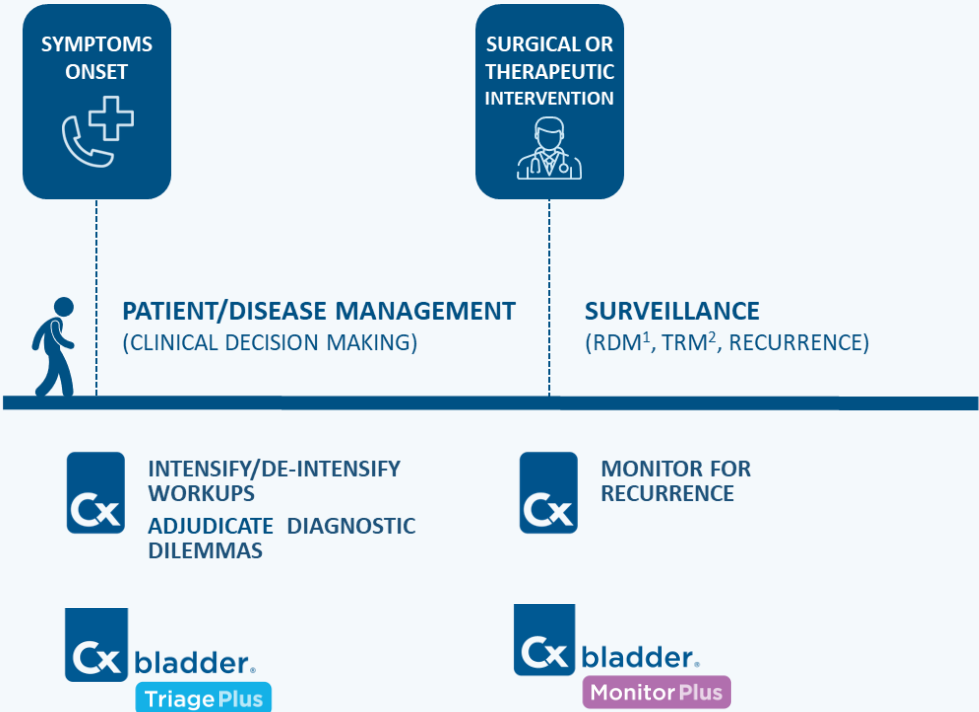 SYMPTOMS
ONSET
SURGICAL OR
THERAPEUTIC
INTERVENTION
PATIENT/DISEASE MANAGEMENT
(CLINICAL DECISION MAKING)
SURVEILLANCE
(RDM¹, TRM², RECURRENCE)
Cx
INTENSIFY/DE-INTENSIFY
WORKUPS
ADJUDICATE DIAGNOSTIC
DILEMMAS
Cx
MONITOR FOR
RECURRENCE
Cx bladder®
Triage Plus
Cx bladder®
Monitor Plus